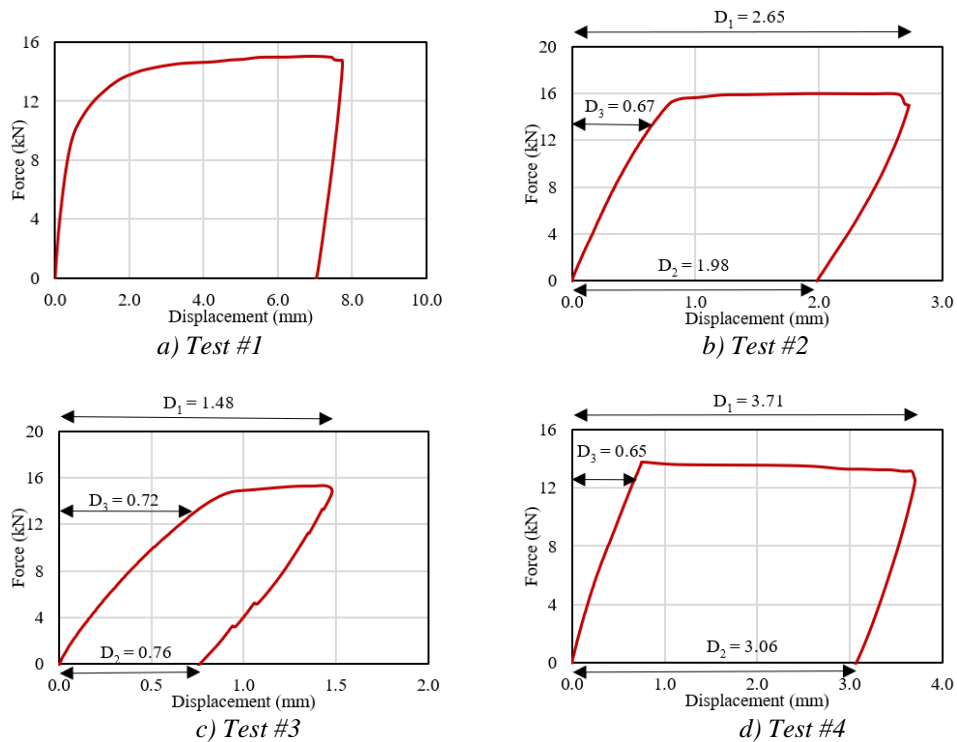 16
12
8
4
0
Force (kN)
0.0 2.0 4.0 6.0 8.0 10.0
Displacement (mm)
a) Test #1
D1 = 2.65
20
16
12
8
4
0
Force (kN)
D3 = 0.67
D2 = 1.98
0.0 1.0 2.0 3.0
Displacement (mm)
b) Test #2
D1 = 1.48
20
16
12
8
4
0
Force (kN)
D3 = 0.72
D2 = 0.76
0.0 0.5 1.0 1.5 2.0
Displacement (mm)
c) Test #3
D1 = 3.71
16
12
8
4
0
Force (kN)
D3 = 0.65
D2 = 3.06
0.0 1.0 2.0 3.0 4.0
Displacement (mm)
d) Test #4